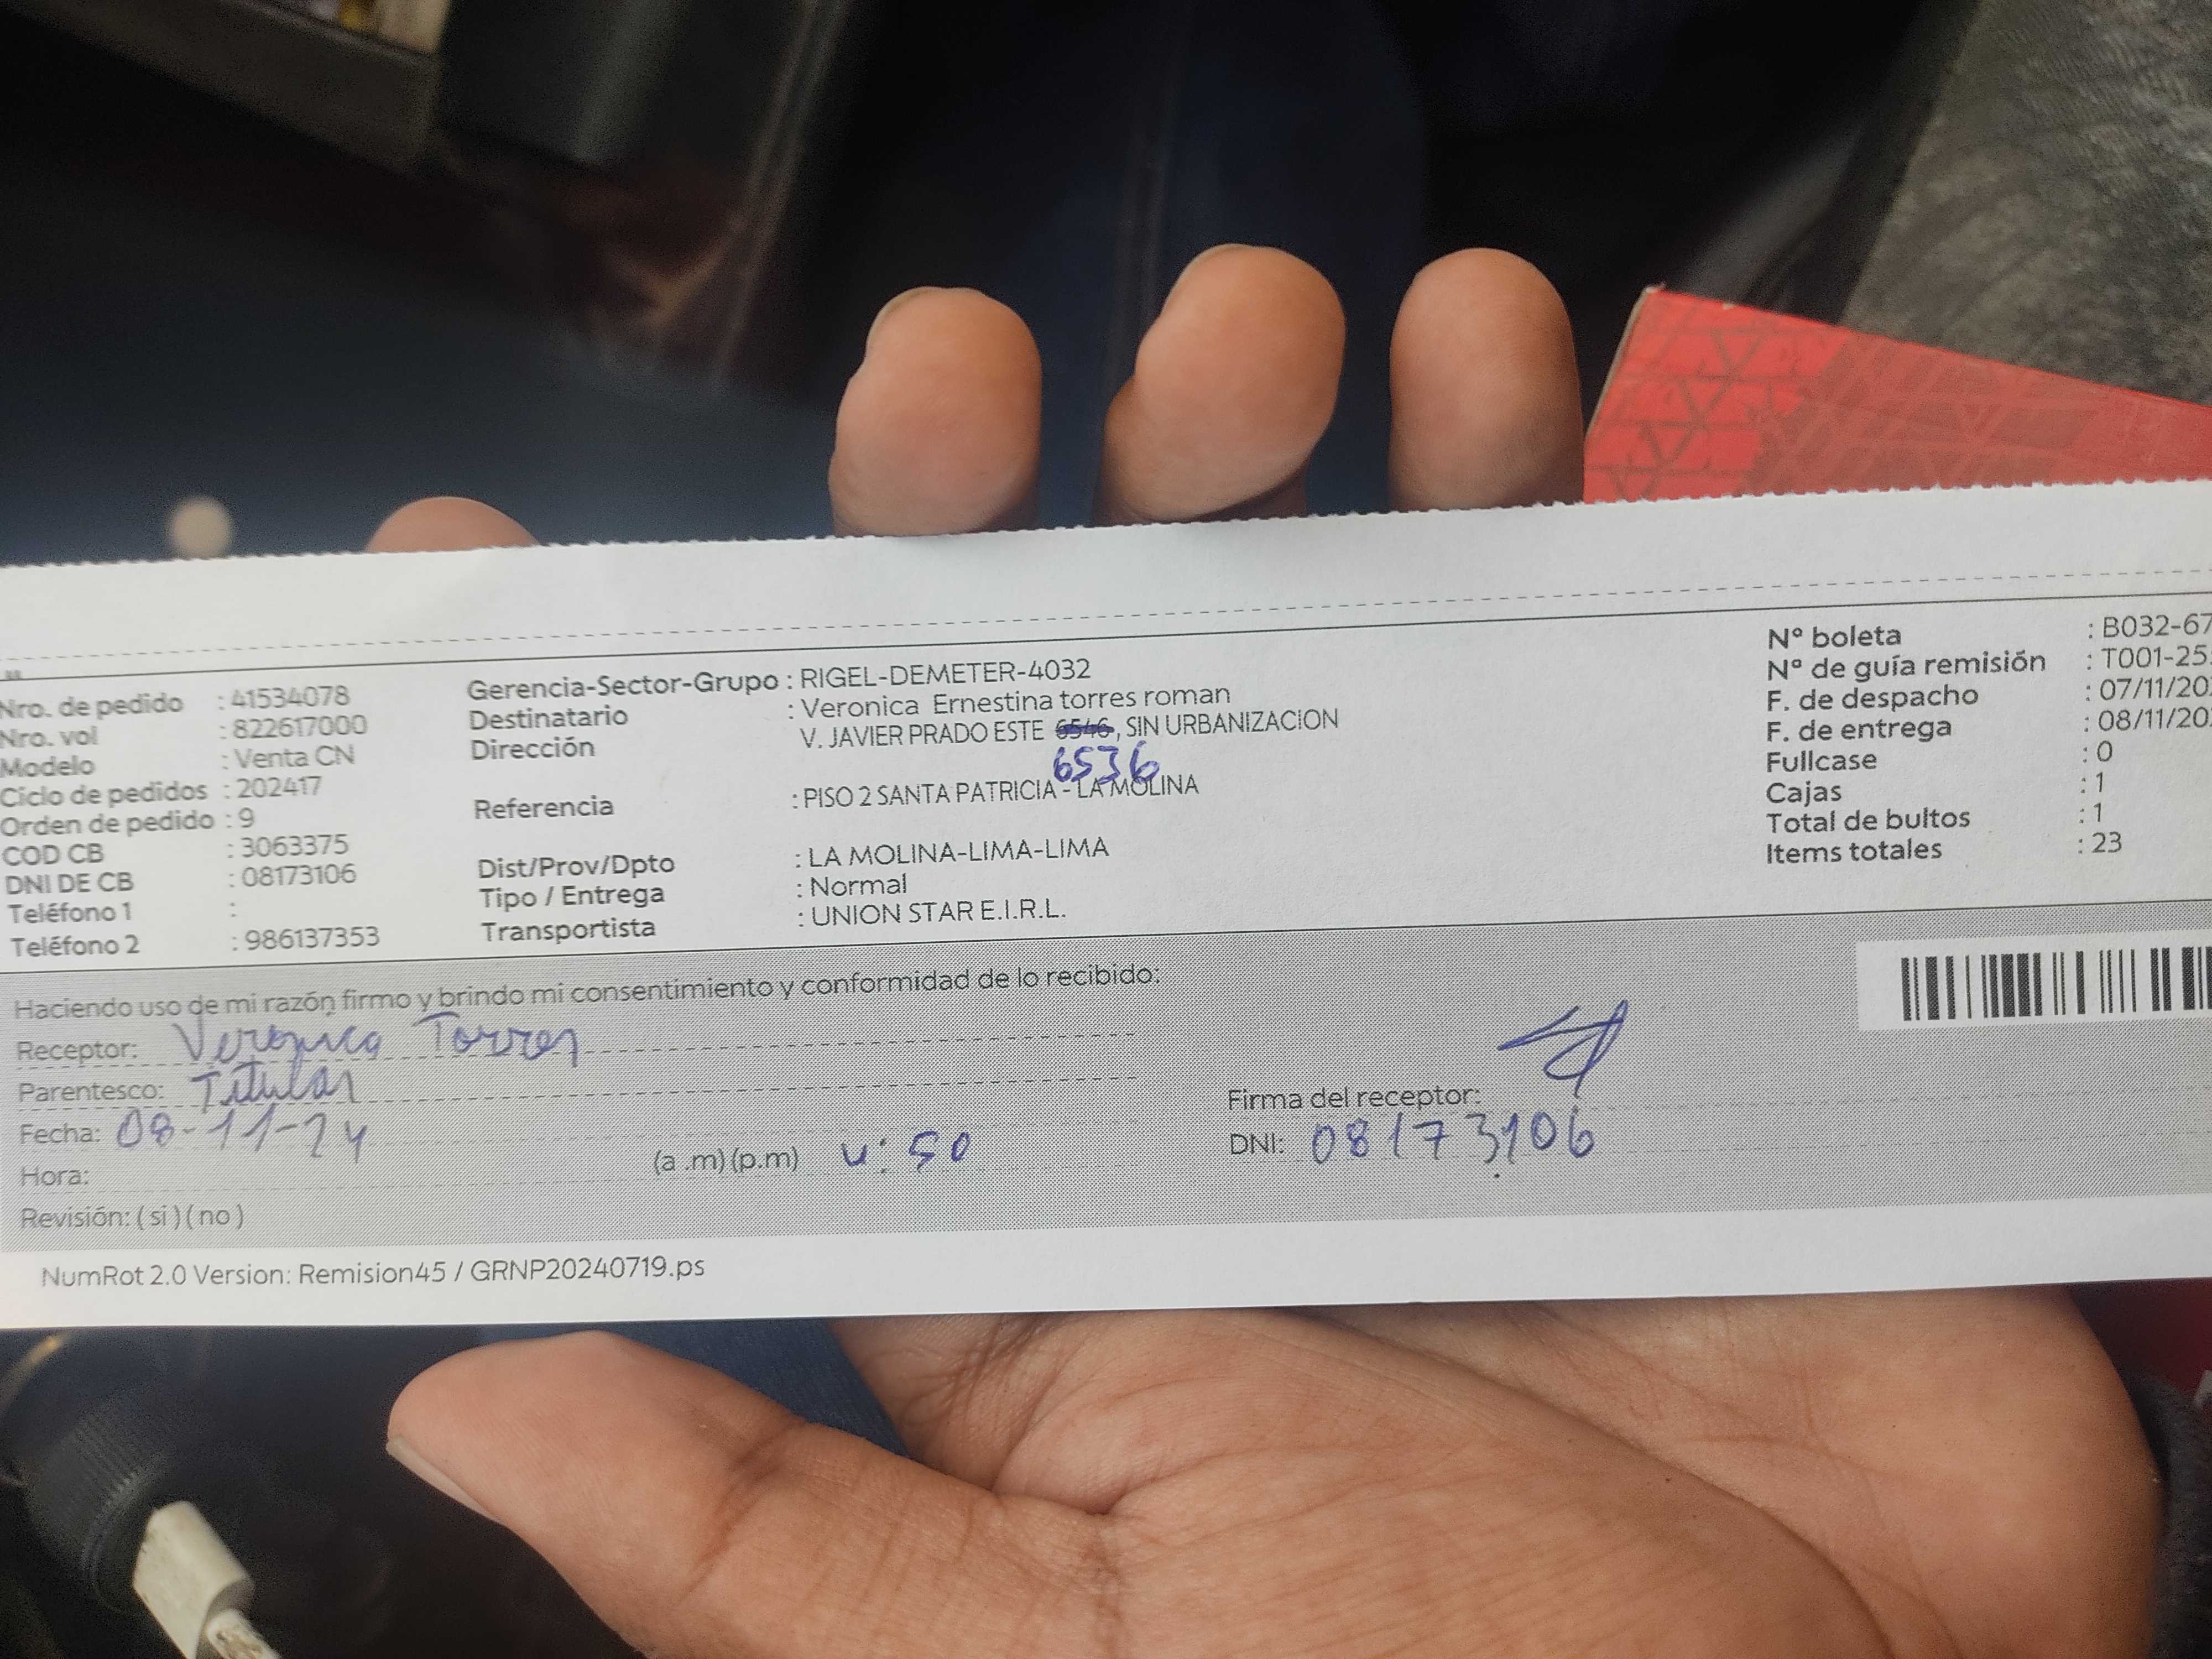 Nro. de pedido : 41534078
Nro. vol : 822617000
Modelo : Venta CN
Ciclo de pedidos : 202417
Orden de pedido : 9
COD CB : 3063375
DNI DE CB : 08173106
Teléfono 1 :
Teléfono 2 : 986137353
Gerencia-Sector-Grupo : RIGEL-DEMETER-4032
Destinatario : Veronica Ernestina torres roman
Dirección V. JAVIER PRADO ESTE 6546, SIN URBANIZACION
6536
Referencia : PISO 2 SANTA PATRICIA - LA MOLINA
Dist/Prov/Dpto : LA MOLINA-LIMA-LIMA
Tipo / Entrega : Normal
Transportista : UNION STAR E.I.R.L.
Nº boleta : B032-67
Nº de guía remisión : T001-25
F. de despacho : 07/11/20
F. de entrega : 08/11/20
Fullcase : 0
Cajas : 1
Total de bultos : 1
Items totales : 23
Haciendo uso de mi razón firmo y brindo mi consentimiento y conformidad de lo recibido:
Receptor: Veronica Torres
Parentesco: Titular
Fecha: 08-11-24
Hora: (a .m) (p.m) : 50
Revisión: ( si ) ( no )
Firma del receptor:
DNI: 08173106
NumRot 2.0 Version: Remision45 / GRNP20240719.ps